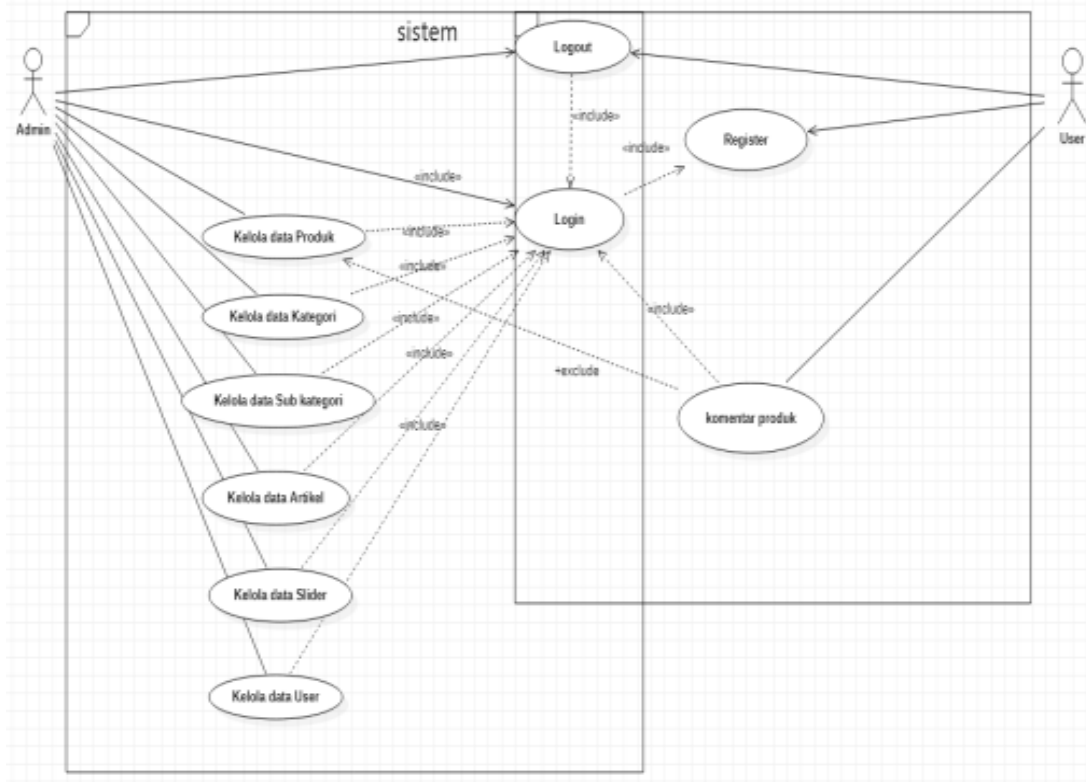 sistem
Logout
Admin
User
«include»
Register
«include»
«include»
Login
Kelola data Produk
«include»
«include»
Kelola data Kategori
«include»
«include»
«include»
+exclude
Kelola data Sub kategori
komentar produk
«include»
Kelola data Artikel
Kelola data Slider
Kelola data User